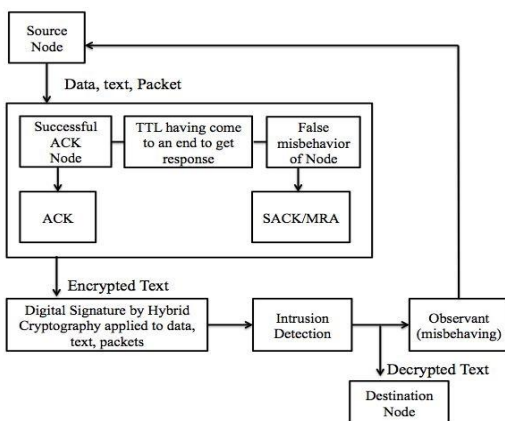 Source
Node
Data, text, Packet
Successful
ACK
Node
TTL having come
to an end to get
response
False
misbehavior
of Node
ACK
SACK/MRA
Encrypted Text
Digital Signature by Hybrid
Cryptography applied to data,
text, packets
Intrusion
Detection
Observant
(misbehaving)
Decrypted Text
Destination
Node